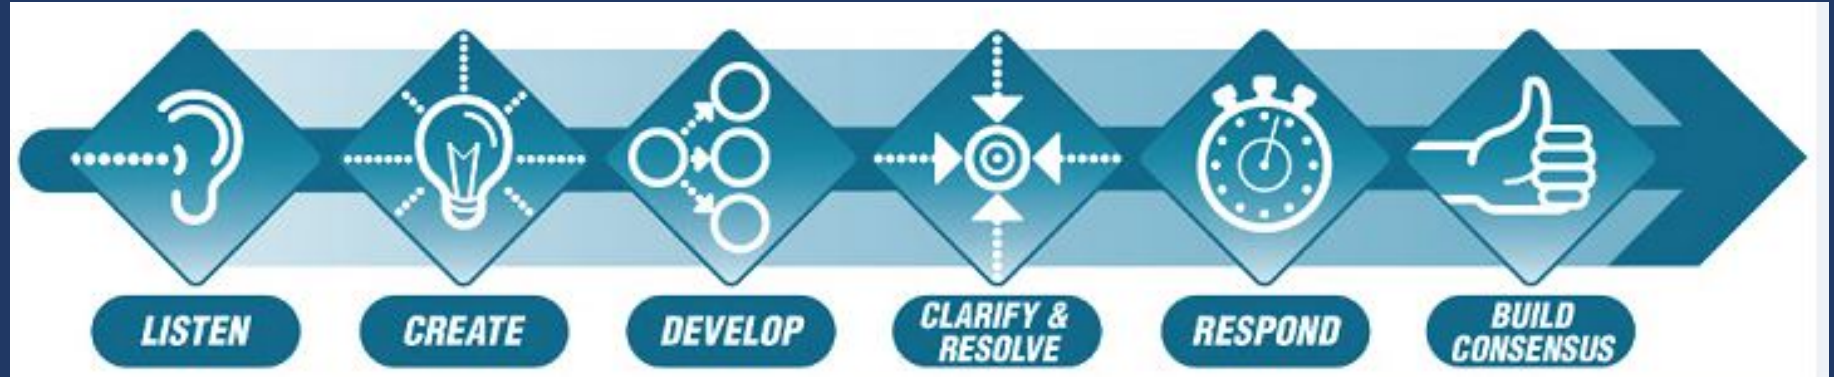 LISTEN
CREATE
DEVELOP
CLARIFY &
RESOLVE
RESPOND
BUILD
CONSENSUS